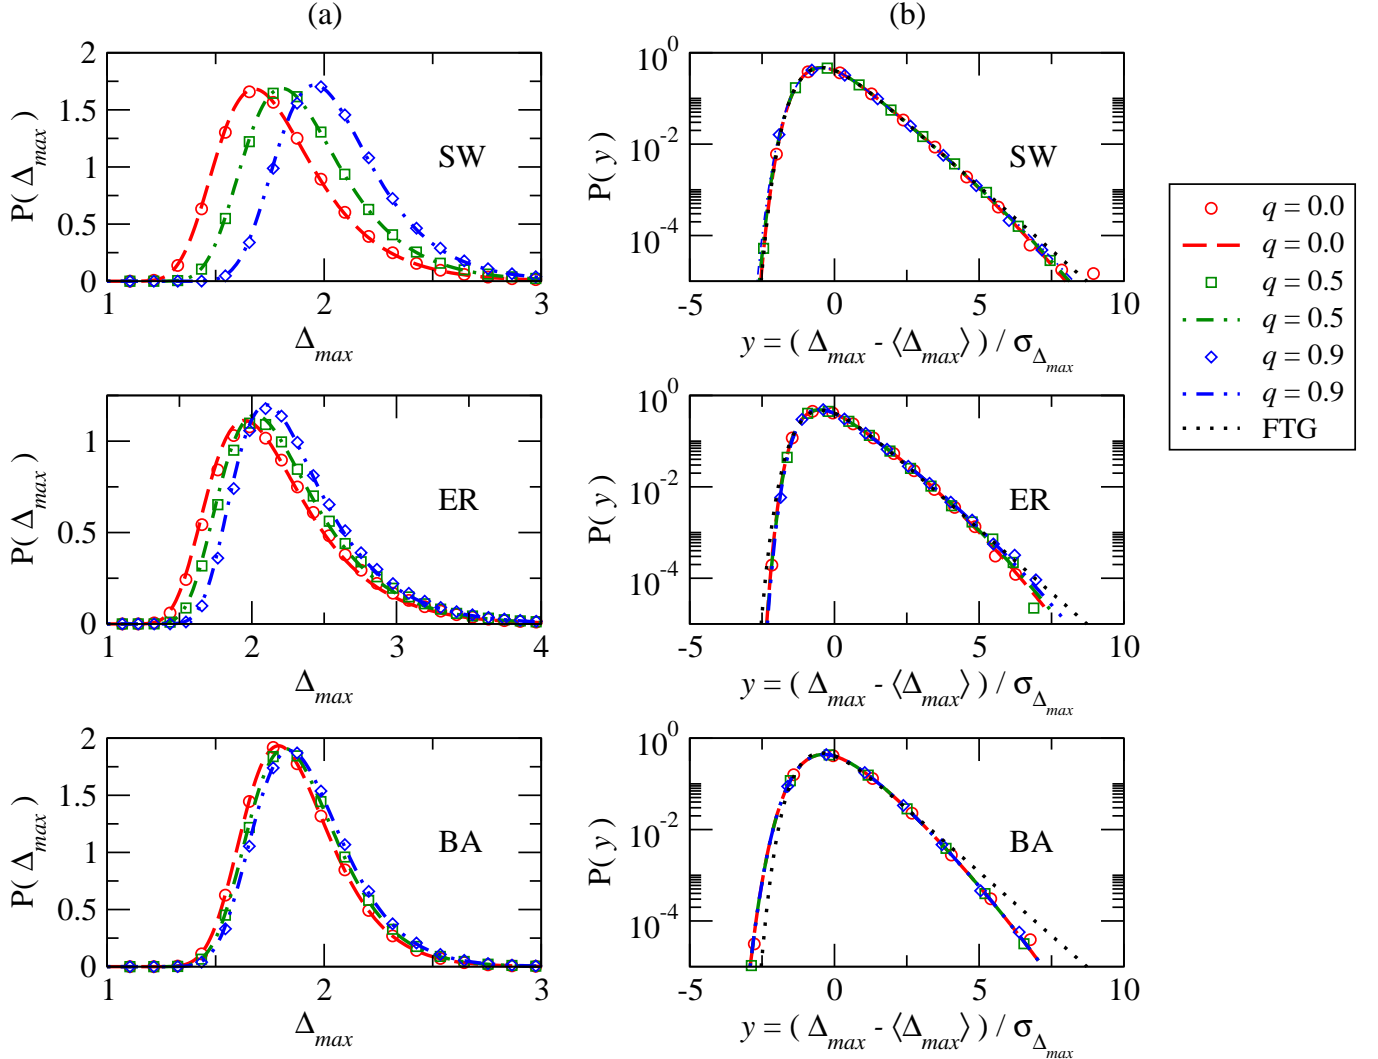 (a)
(b)
2
1.5
1
0.5
0
P( Δmax )
SW
1
2
3
Δmax
10^0
10^-2
10^-4
P( y )
SW
-5
0
5
10
y = ( Δmax - ⟨Δmax⟩ ) / σΔmax
q = 0.0
q = 0.0
q = 0.5
q = 0.5
q = 0.9
q = 0.9
FTG
1
0.5
0
P( Δmax )
ER
1
2
3
4
Δmax
10^0
10^-2
10^-4
P( y )
ER
-5
0
5
10
y = ( Δmax - ⟨Δmax⟩ ) / σΔmax
2
1.5
1
0.5
0
P( Δmax )
BA
1
2
3
Δmax
10^0
10^-2
10^-4
P( y )
BA
-5
0
5
10
y = ( Δmax - ⟨Δmax⟩ ) / σΔmax